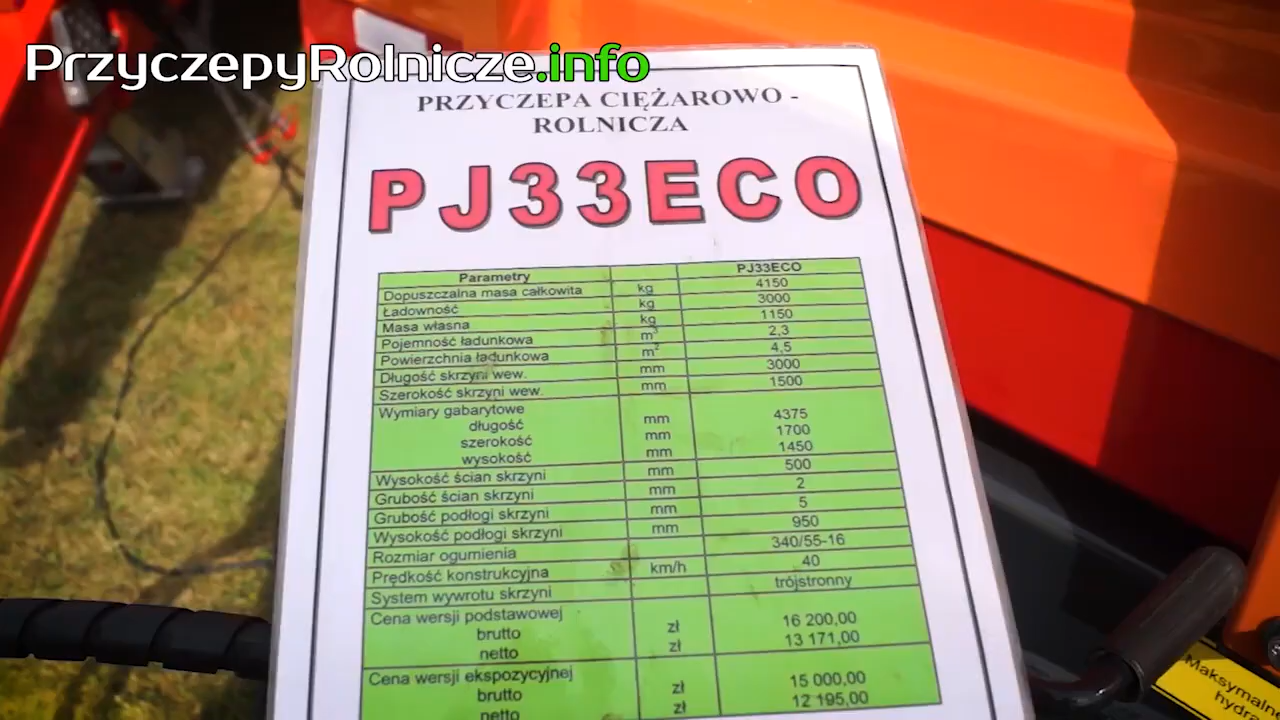 PrzyczepyRolnicze.info
PRZYCZEPA CIĘŻAROWO -
ROLNICZA
PJ33ECO
Parametry PJ33ECO
Dopuszczalna masa całkowita kg 4150
Ładowność kg 3000
Masa własna kg 1150
Pojemność ładunkowa m³ 2,3
Powierzchnia ładunkowa m² 4,5
Długość skrzyni wew. mm 3000
Szerokość skrzyni wew. mm 1500
Wymiary gabarytowe
długość mm 4375
szerokość mm 1700
wysokość mm 1450
Wysokość ścian skrzyni mm 500
Grubość ścian skrzyni mm 2
Grubość podłogi skrzyni mm 5
Wysokość podłogi skrzyni mm 950
Rozmiar ogumienia 340/55-16
Prędkość konstrukcyjna km/h 40
System wywrotu skrzyni trójstronny
Cena wersji podstawowej
brutto zł 16 200,00
netto zł 13 171,00
Cena wersji ekspozycyjnej
brutto zł 15 000,00
netto zł 12 195,00
Maksymaln
hydra